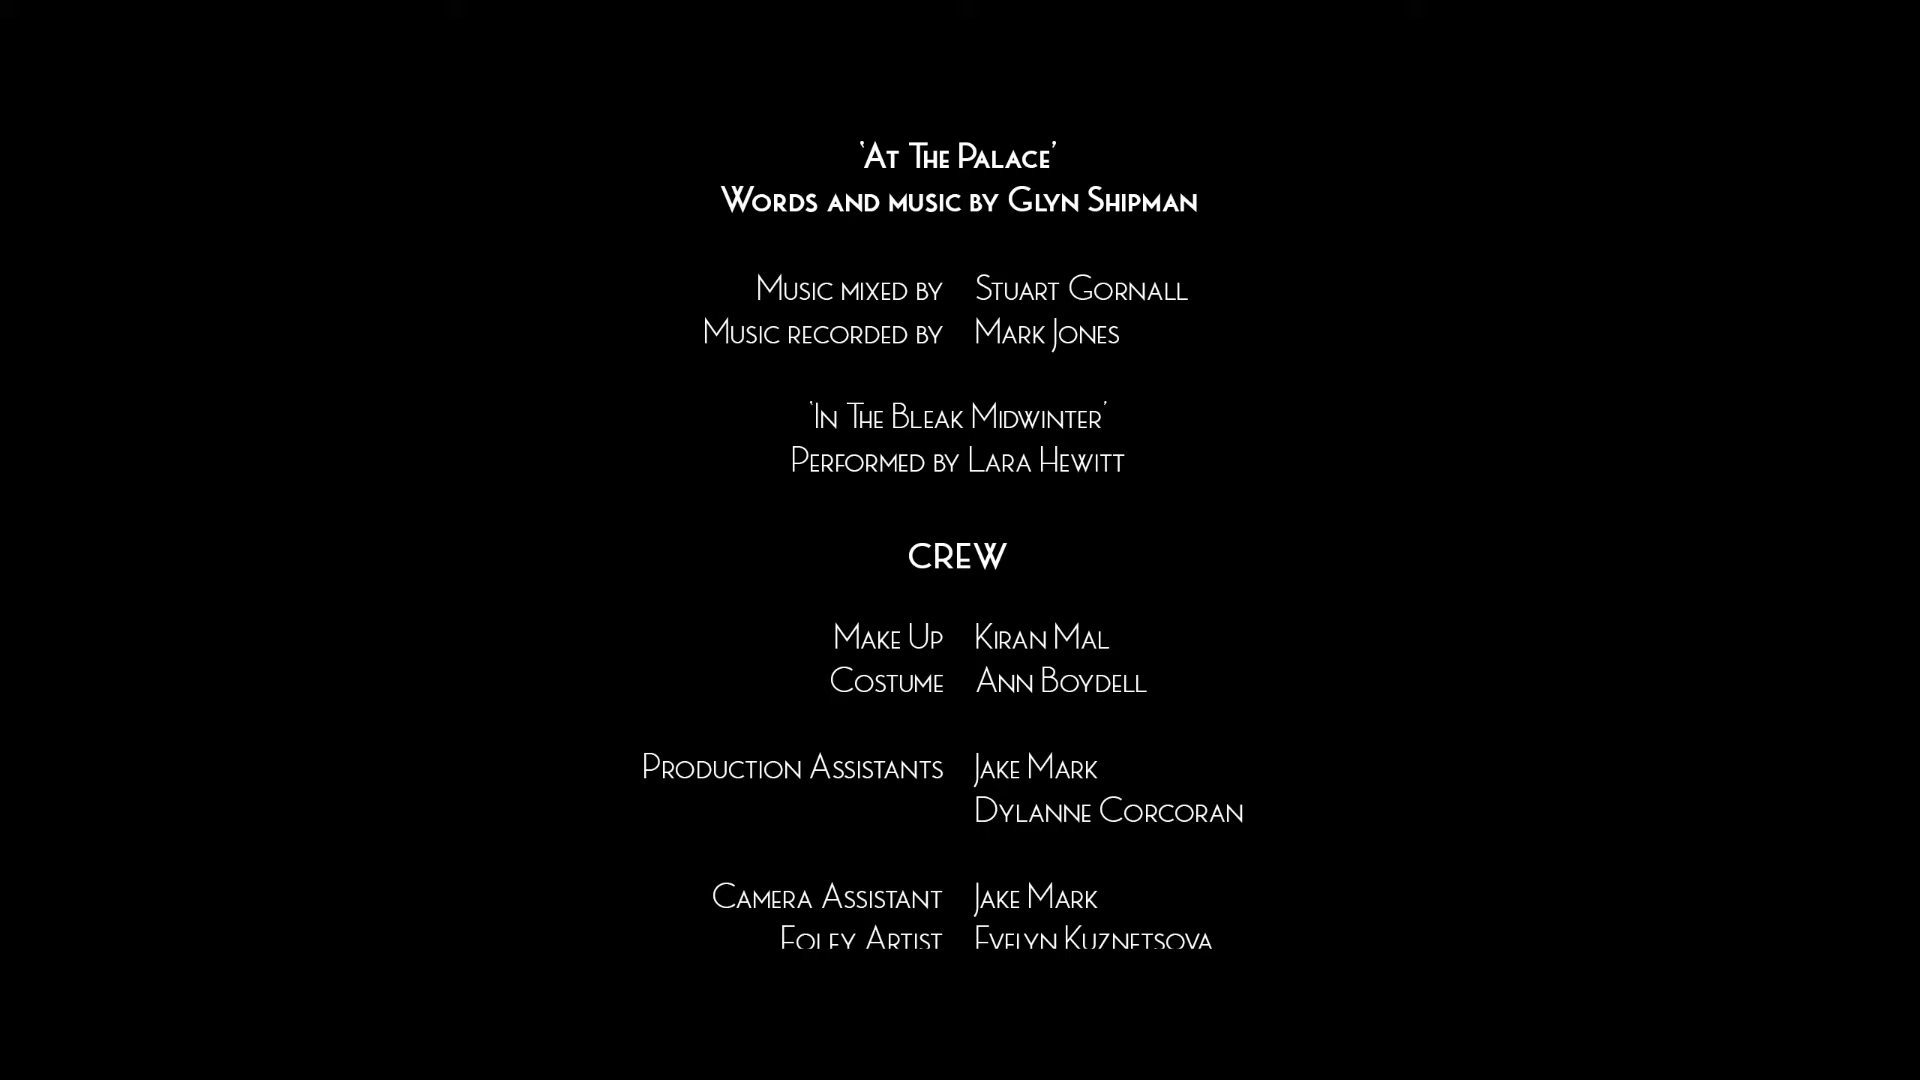 ‘At The Palace’
Words and music by Glyn Shipman
Music mixed by Stuart Gornall
Music recorded by Mark Jones
‘In The Bleak Midwinter’
Performed by Lara Hewitt
CREW
Make Up Kiran Mal
Costume Ann Boydell
Production Assistants Jake Mark
Dylanne Corcoran
Camera Assistant Jake Mark
Foley Artist Evelyn Kuznetsova